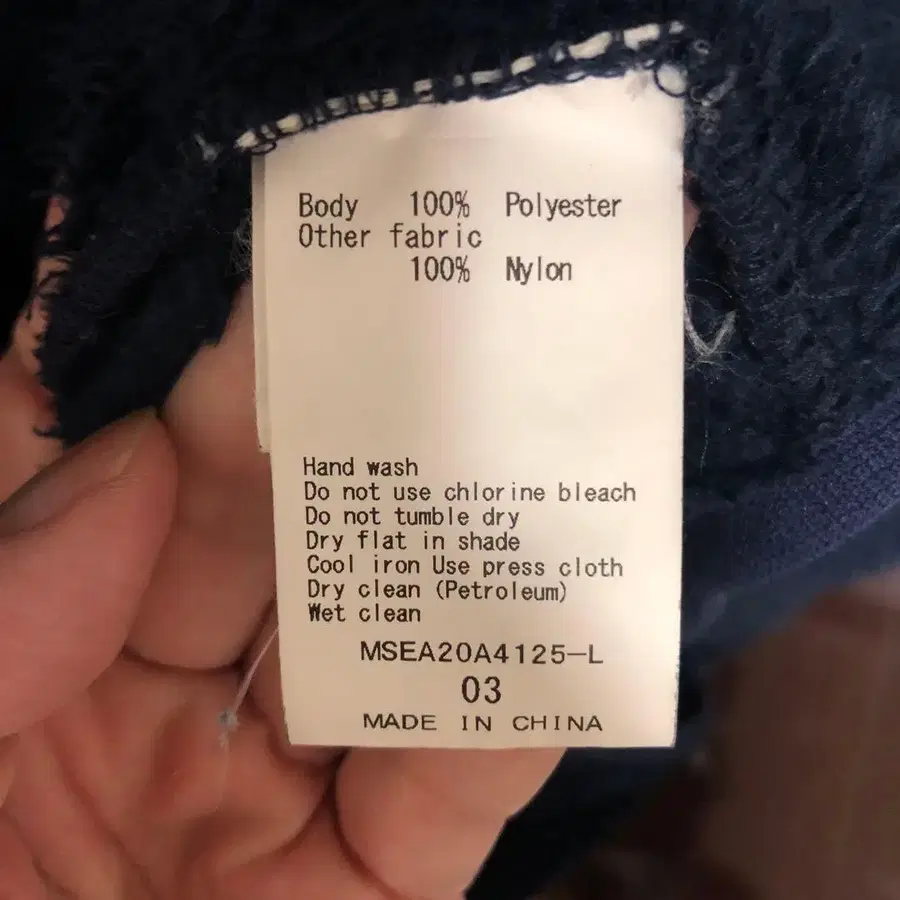 Body 100% Polyester
Other fabric
100% Nylon
Hand wash
Do not use chlorine bleach
Do not tumble dry
Dry flat in shade
Cool iron Use press cloth
Dry clean (Petroleum)
Wet clean
MSEA20A4125-L
03
MADE IN CHINA